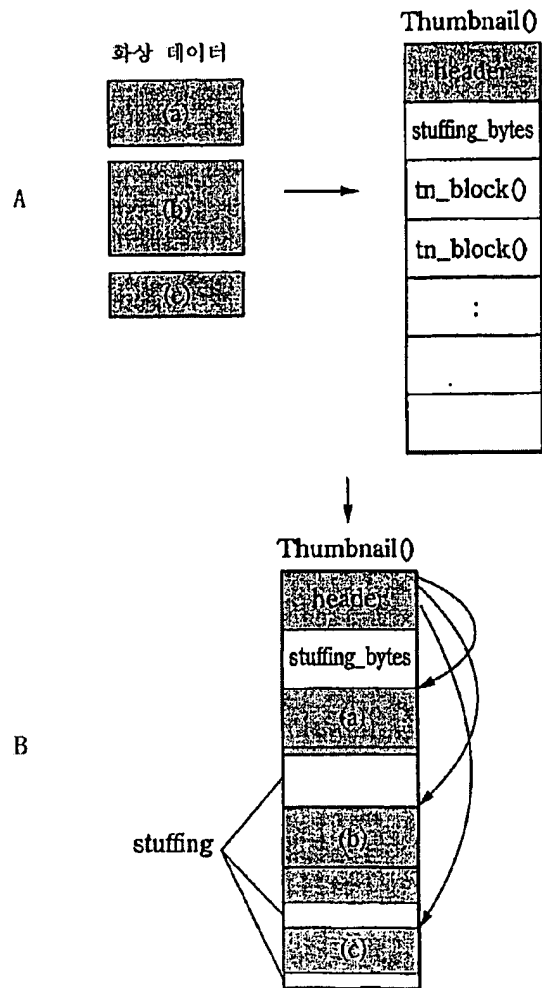 Thumbnail()
화상 데이터
header
(a)
stuffing_bytes
A
(b)
tn_block()
tn_block()
(c)
:
Thumbnail()
header
stuffing_bytes
(a)
B
(b)
stuffing
(c)